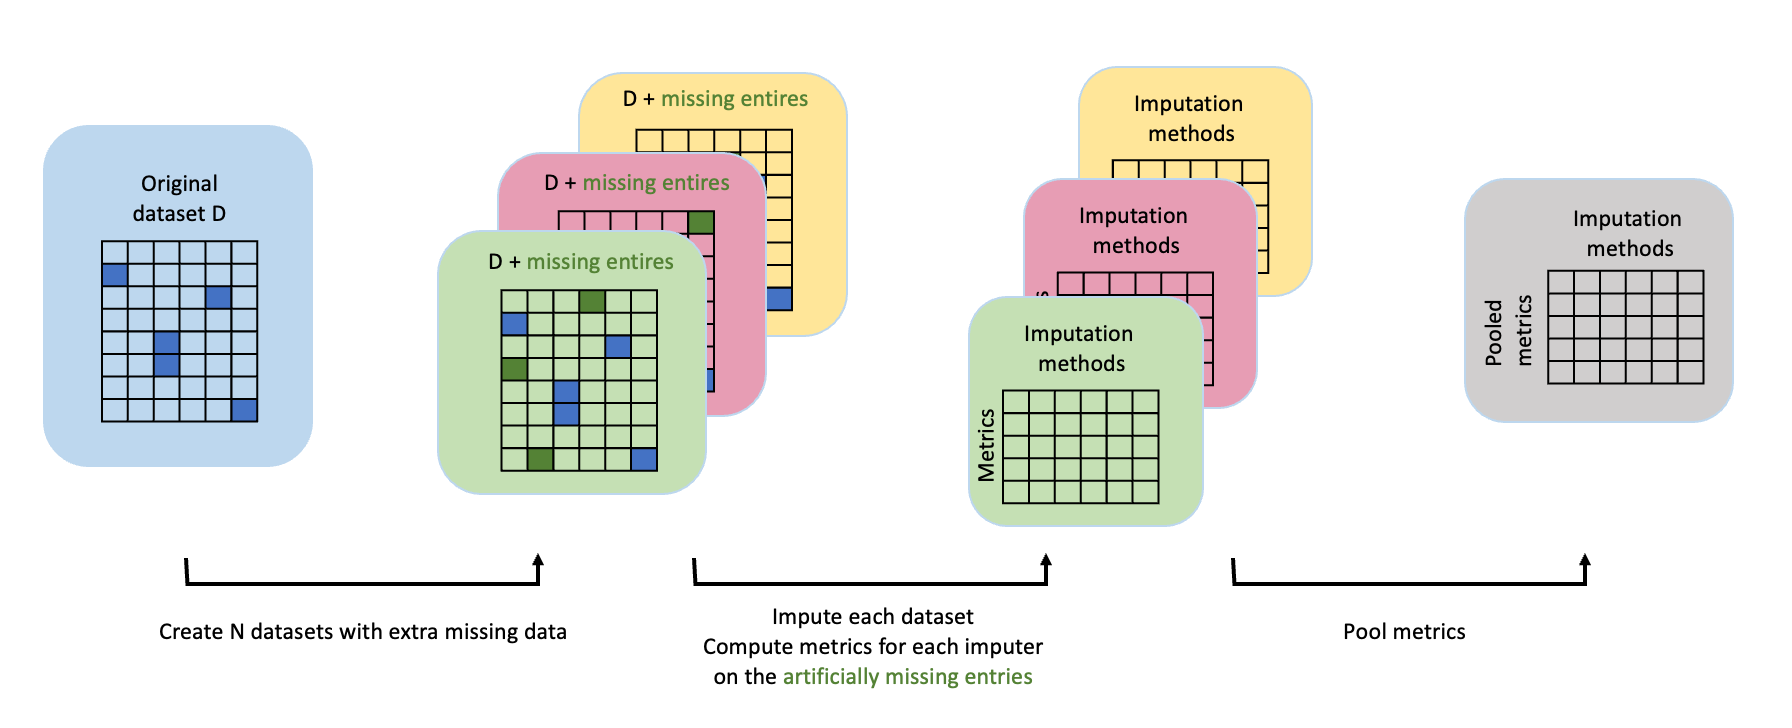 Original
dataset D
D + missing entires
D + missing entires
D + missing entires
Imputation
methods
Imputation
methods
s
Imputation
methods
Metrics
Imputation
methods
Pooled
metrics
Create N datasets with extra missing data
Impute each dataset
Compute metrics for each imputer
on the artificially missing entries
Pool metrics